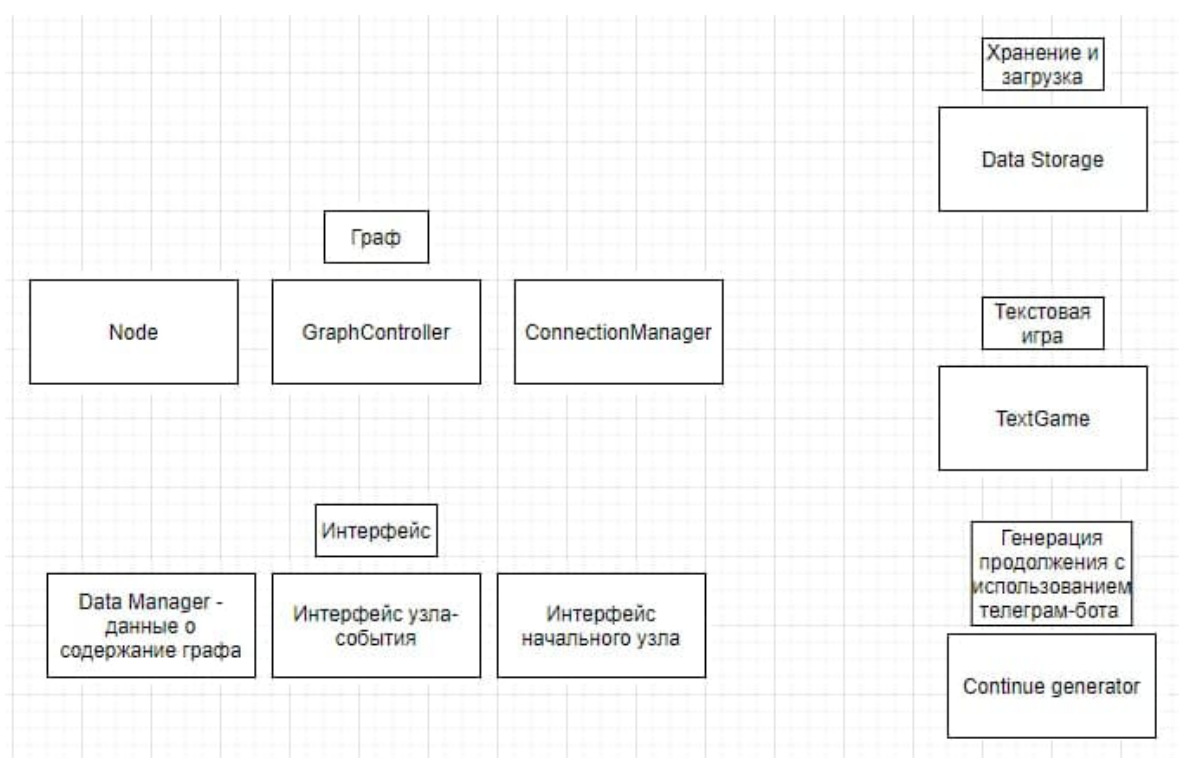 Хранение и
загрузка
Data Storage
Граф
Node
GraphController
ConnectionManager
Текстовая
игра
TextGame
Интерфейс
Data Manager -
данные о
содержание графа
Интерфейс узла-
события
Интерфейс
начального узла
Генерация
продолжения с
использованием
телеграм-бота
Continue generator